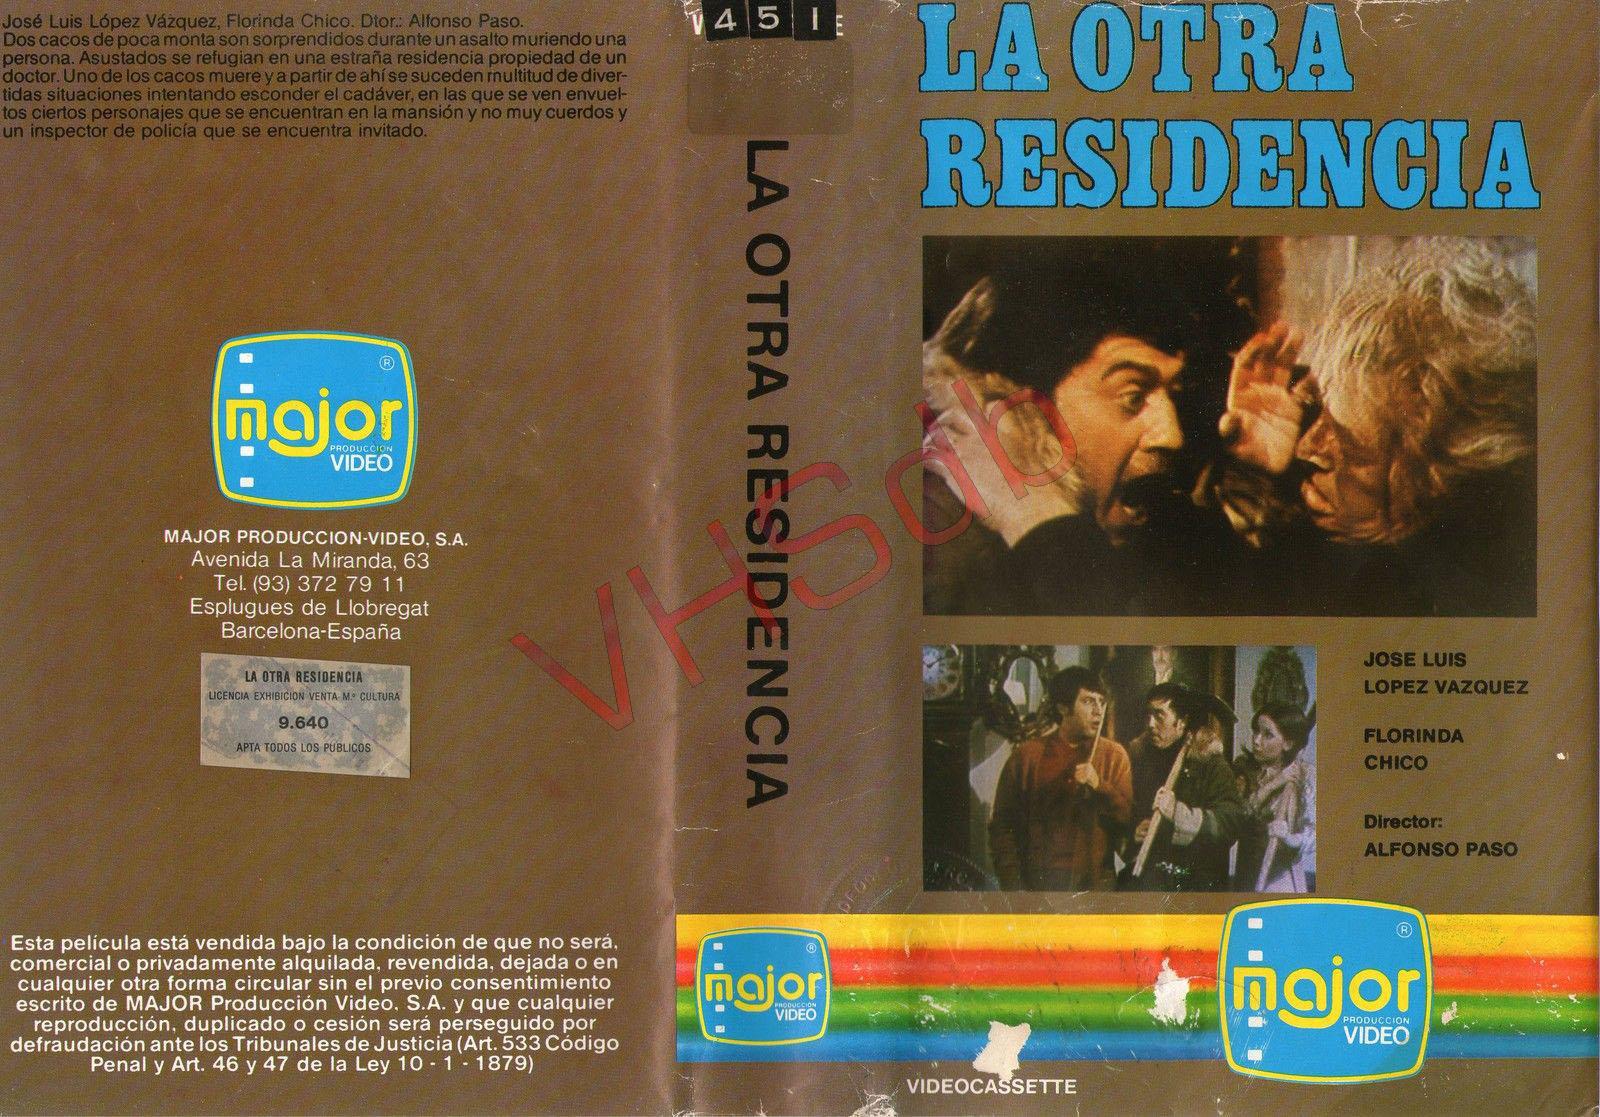 José Luis López Vázquez, Florinda Chico. Dtor.: Alfonso Paso.
Dos cacos de poca monta son sorprendidos durante un asalto muriendo una
persona. Asustados se refugian en una estraña residencia propiedad de un
doctor. Uno de los cacos muere y a partir de ahí se suceden multitud de diver-
tidas situaciones intentando esconder el cadáver, en las que se ven envuel-
tos ciertos personajes que se encuentran en la mansión y no muy cuerdos y
un inspector de policía que se encuentra invitado.
major
PRODUCCION
VIDEO
MAJOR PRODUCCION-VIDEO, S.A.
Avenida La Miranda, 63
Tel. (93) 372 79 11
Esplugues de Llobregat
Barcelona-España
LA OTRA RESIDENCIA
LICENCIA EXHIBICION VENTA Mº CULTURA
9.640
APTA TODOS LOS PUBLICOS
Esta película está vendida bajo la condición de que no será,
comercial o privadamente alquilada, revendida, dejada o en
cualquier otra forma circular sin el previo consentimiento
escrito de MAJOR Producción Video, S.A. y que cualquier
reproducción, duplicado o cesión será perseguido por
defraudación ante los Tribunales de Justicia (Art. 533 Código
Penal y Art. 46 y 47 de la Ley 10 - 1 - 1879)
451
LA OTRA RESIDENCIA
major
PRODUCCION
VIDEO
VHSdb
LA OTRA
RESIDENCIA
JOSE LUIS
LOPEZ VAZQUEZ
FLORINDA
CHICO
Director:
ALFONSO PASO
major
PRODUCCION
VIDEO
VIDEOCASSETTE